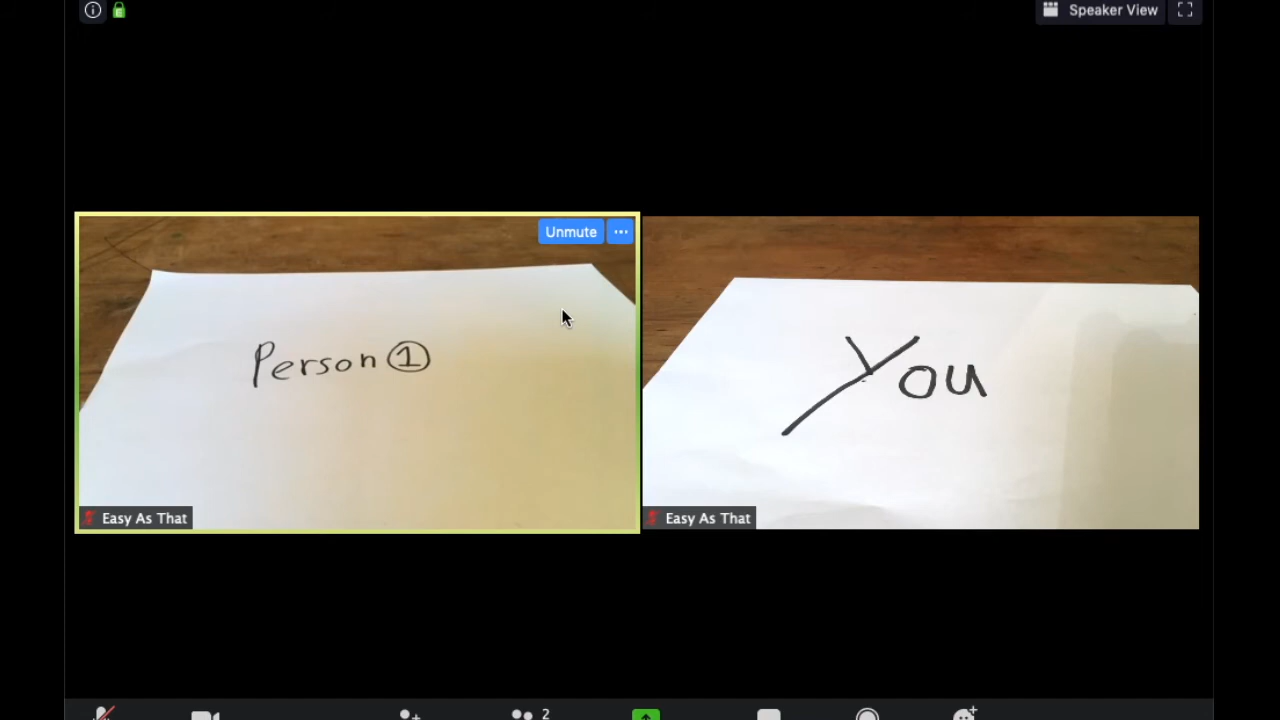 Speaker View
Unmute ...
Person ①
You
Easy As That
Easy As That
2